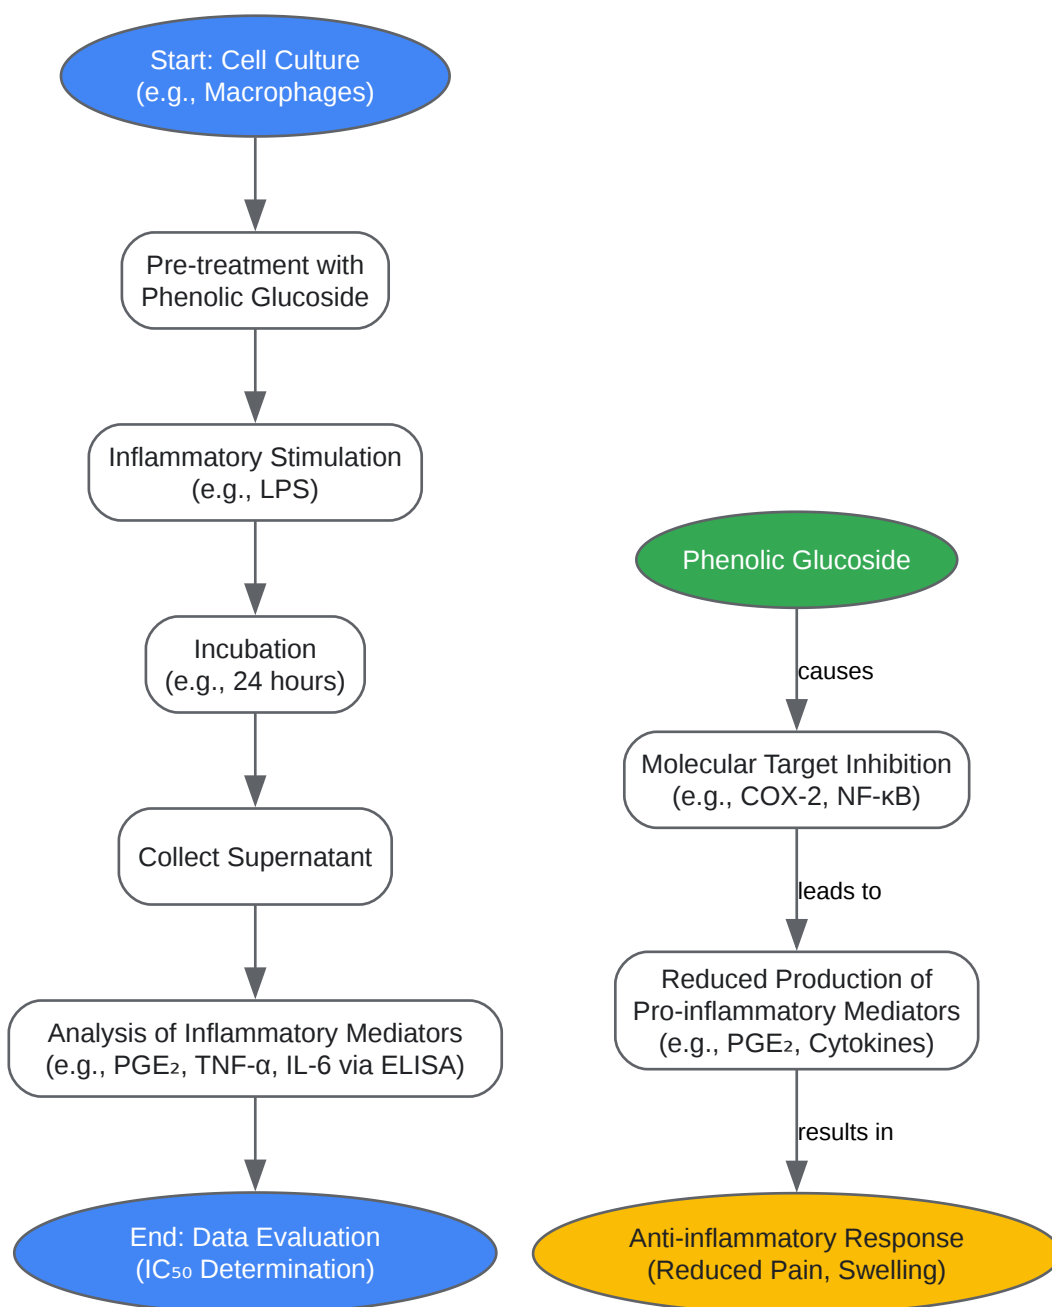 Start: Cell Culture
(e.g., Macrophages)
Pre-treatment with
Phenolic Glucoside
Inflammatory Stimulation
(e.g., LPS)
Incubation
(e.g., 24 hours)
Collect Supernatant
Analysis of Inflammatory Mediators
(e.g., PGE₂, TNF-α, IL-6 via ELISA)
End: Data Evaluation
(IC₅₀ Determination)
Phenolic Glucoside
causes
Molecular Target Inhibition
(e.g., COX-2, NF-κB)
leads to
Reduced Production of
Pro-inflammatory Mediators
(e.g., PGE₂, Cytokines)
results in
Anti-inflammatory Response
(Reduced Pain, Swelling)